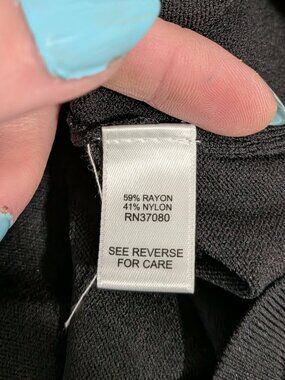 59% RAYON
41% NYLON
RN37080
SEE REVERSE
FOR CARE